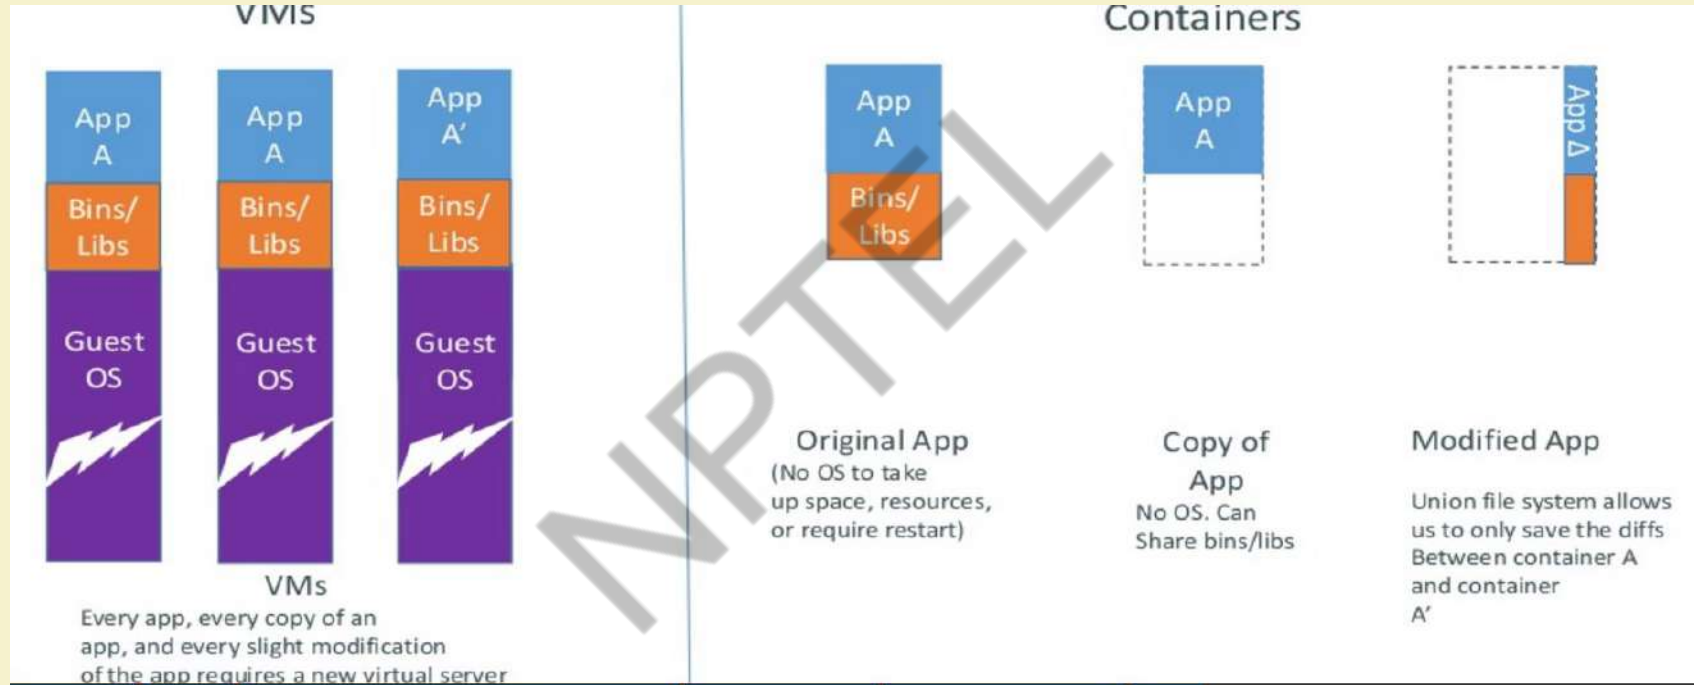 VMs
App
A
Bins/
Libs
Guest
OS
App
A
Bins/
Libs
Guest
OS
App
A’
Bins/
Libs
Guest
OS
VMs
Every app, every copy of an
app, and every slight modification
of the app requires a new virtual server
Containers
App
A
Bins/
Libs
App
A
App Δ
Original App
(No OS to take
up space, resources,
or require restart)
Copy of
App
No OS. Can
Share bins/libs
Modified App
Union file system allows
us to only save the diffs
Between container A
and container
A’
NPTEL